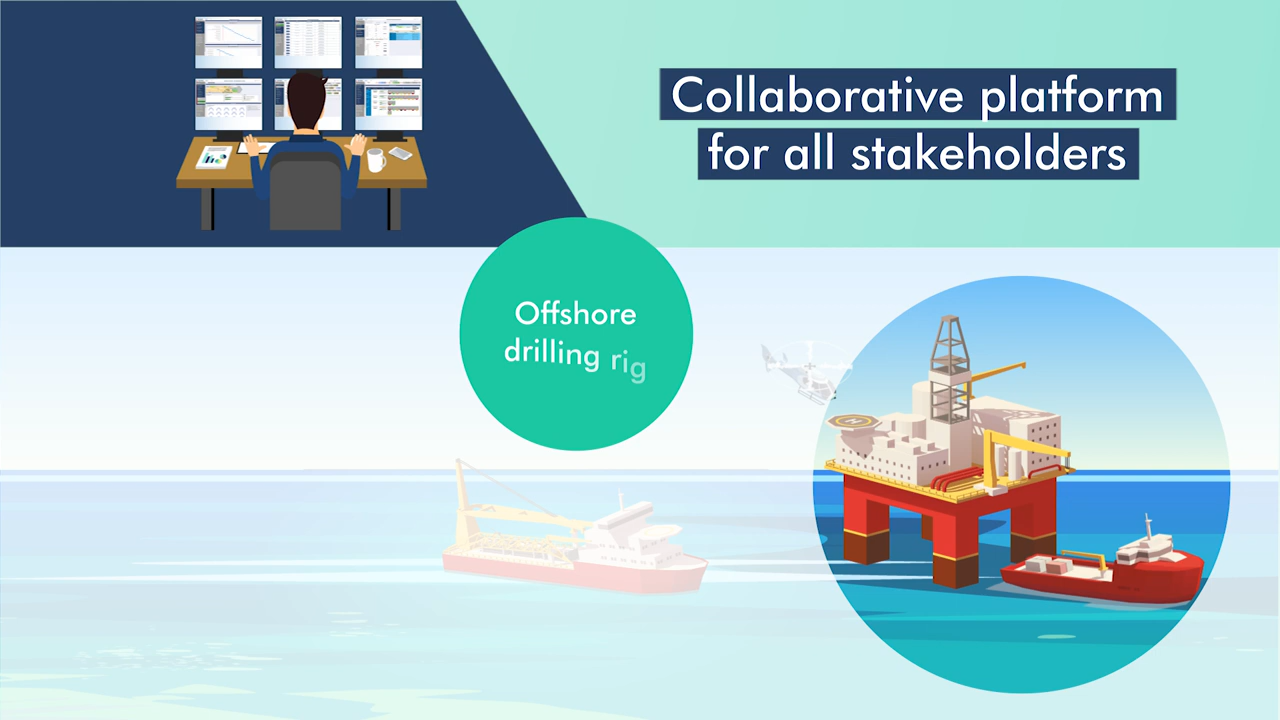 Collaborative platform
for all stakeholders
Offshore
drilling rig
H